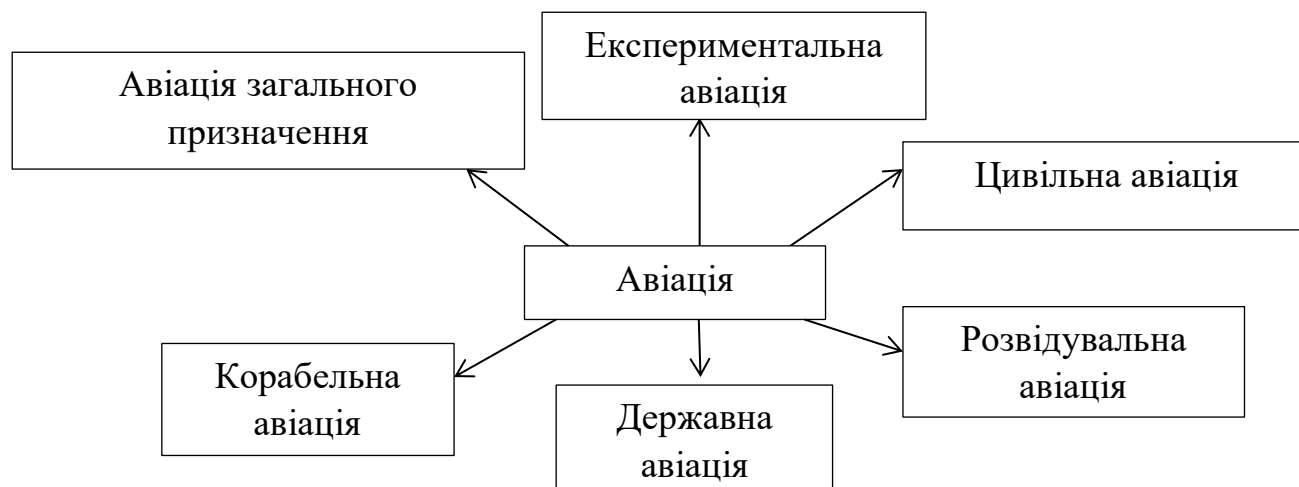 Експериментальна
авіація
Авіація загального
призначення
Цивільна авіація
Авіація
Розвідувальна
авіація
Корабельна
авіація
Державна
авіація